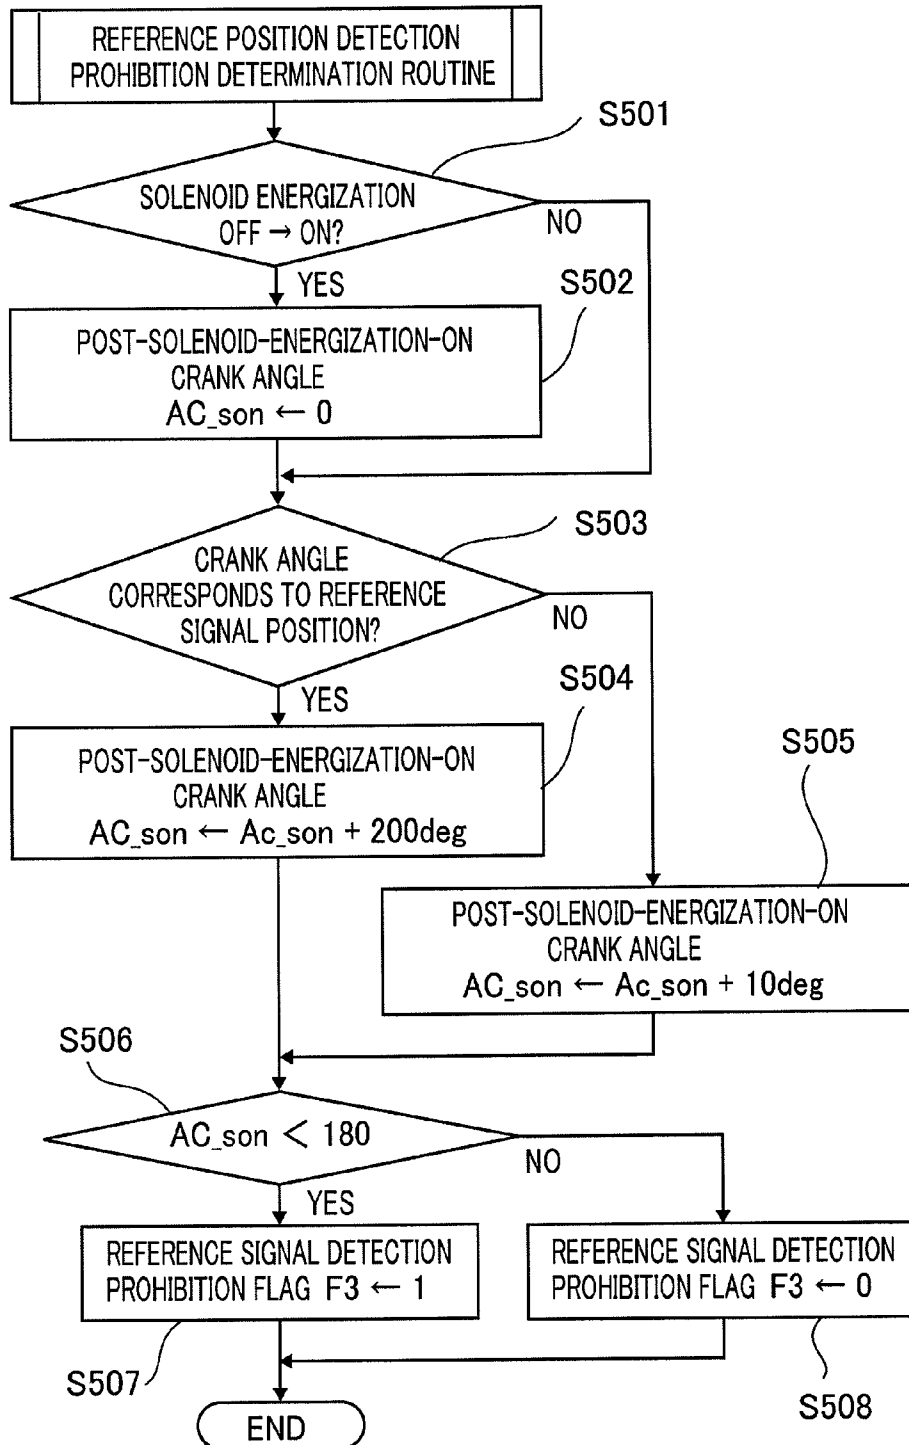 REFERENCE POSITION DETECTION
PROHIBITION DETERMINATION ROUTINE
S501
SOLENOID ENERGIZATION
OFF → ON?
NO
YES
S502
POST-SOLENOID-ENERGIZATION-ON
CRANK ANGLE
AC_son ← 0
S503
CRANK ANGLE
CORRESPONDS TO REFERENCE
SIGNAL POSITION?
NO
YES
S504
POST-SOLENOID-ENERGIZATION-ON
CRANK ANGLE
AC_son ← Ac_son + 200deg
S505
POST-SOLENOID-ENERGIZATION-ON
CRANK ANGLE
AC_son ← Ac_son + 10deg
S506
AC_son < 180
NO
YES
REFERENCE SIGNAL DETECTION
PROHIBITION FLAG F3 ← 1
REFERENCE SIGNAL DETECTION
PROHIBITION FLAG F3 ← 0
S507
S508
END